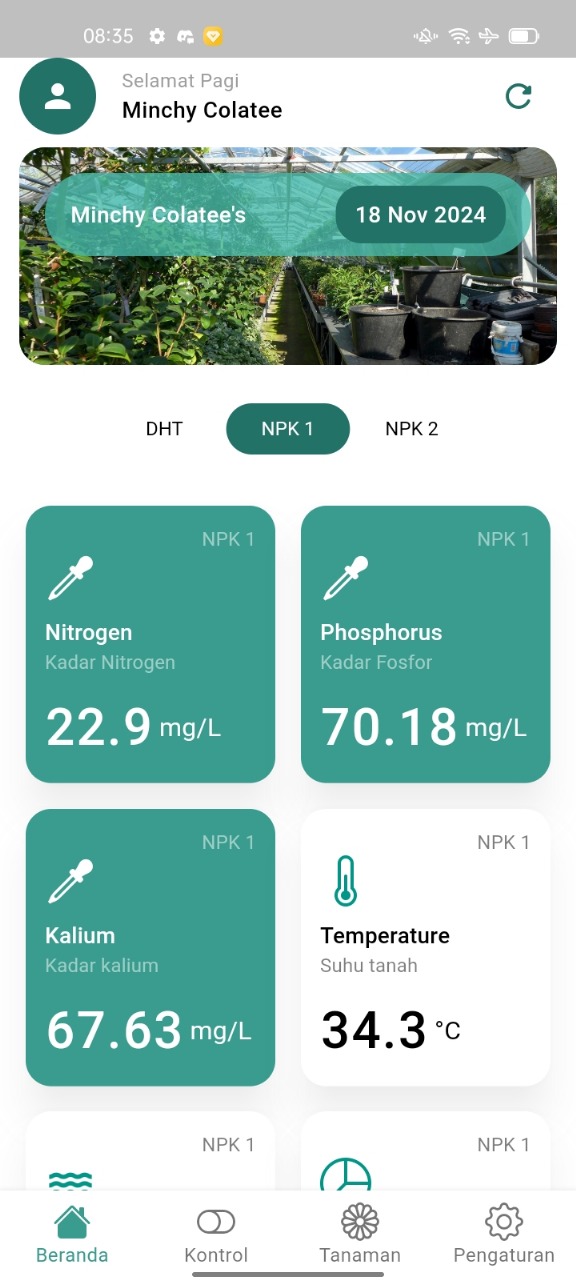 08:35
Selamat Pagi
Minchy Colatee
Minchy Colatee's
18 Nov 2024
DHT
NPK 1
NPK 2
NPK 1
Nitrogen
Kadar Nitrogen
22.9 mg/L
NPK 1
Phosphorus
Kadar Fosfor
70.18 mg/L
NPK 1
Kalium
Kadar kalium
67.63 mg/L
NPK 1
Temperature
Suhu tanah
34.3 °C
NPK 1
NPK 1
Beranda
Kontrol
Tanaman
Pengaturan